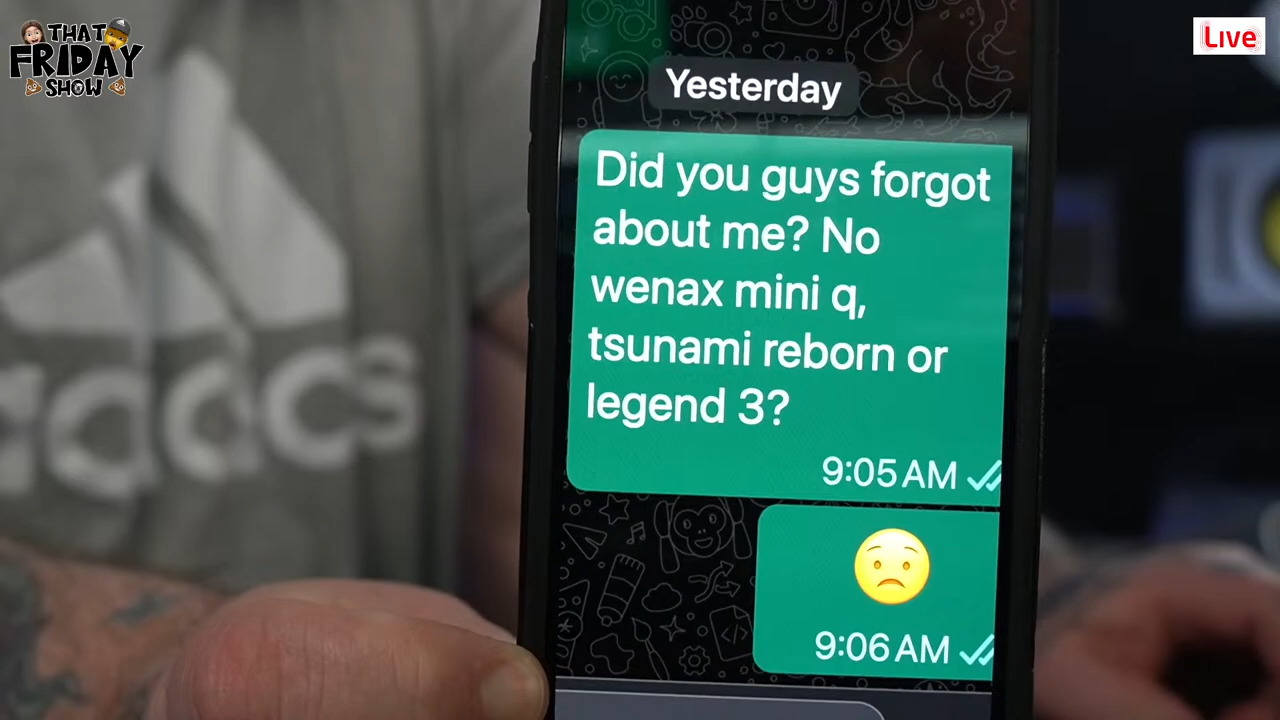 THAT
FRIDAY
SHOW
Live
adidas
Yesterday
Did you guys forgot
about me? No
wenax mini q,
tsunami reborn or
legend 3?
9:05 AM
☹
9:06 AM